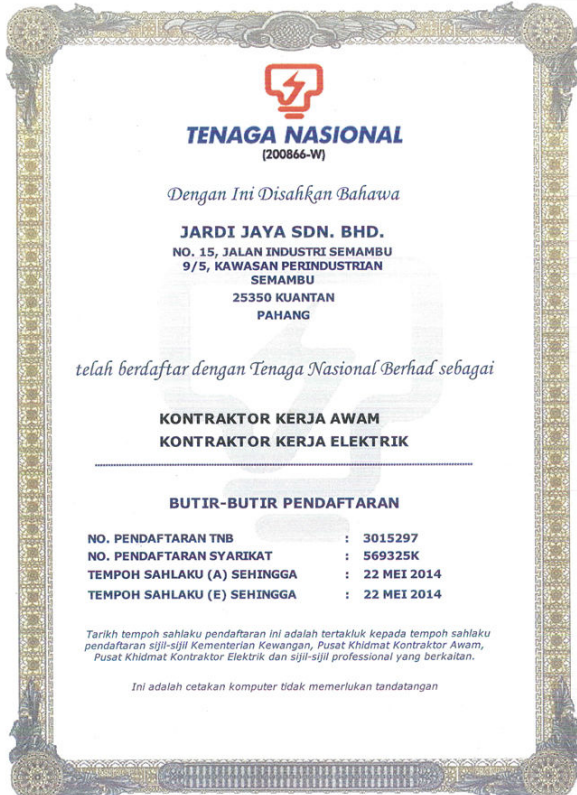 TENAGA NASIONAL
(200866-W)
Dengan Ini Disahkan Bahawa
JARDI JAYA SDN. BHD.
NO. 15, JALAN INDUSTRI SEMAMBU
9/5, KAWASAN PERINDUSTRIAN
SEMAMBU
25350 KUANTAN
PAHANG
telah berdaftar dengan Tenaga Nasional Berhad sebagai
KONTRAKTOR KERJA AWAM
KONTRAKTOR KERJA ELEKTRIK
BUTIR-BUTIR PENDAFTARAN
NO. PENDAFTARAN TNB : 3015297
NO. PENDAFTARAN SYARIKAT : 569325K
TEMPOH SAHLAKU (A) SEHINGGA : 22 MEI 2014
TEMPOH SAHLAKU (E) SEHINGGA : 22 MEI 2014
Tarikh tempoh sahlaku pendaftaran ini adalah tertakluk kepada tempoh sahlaku
pendaftaran sijil-sijil Kementerian Kewangan, Pusat Khidmat Kontraktor Awam,
Pusat Khidmat Kontraktor Elektrik dan sijil-sijil professional yang berkaitan.
Ini adalah cetakan komputer tidak memerlukan tandatangan